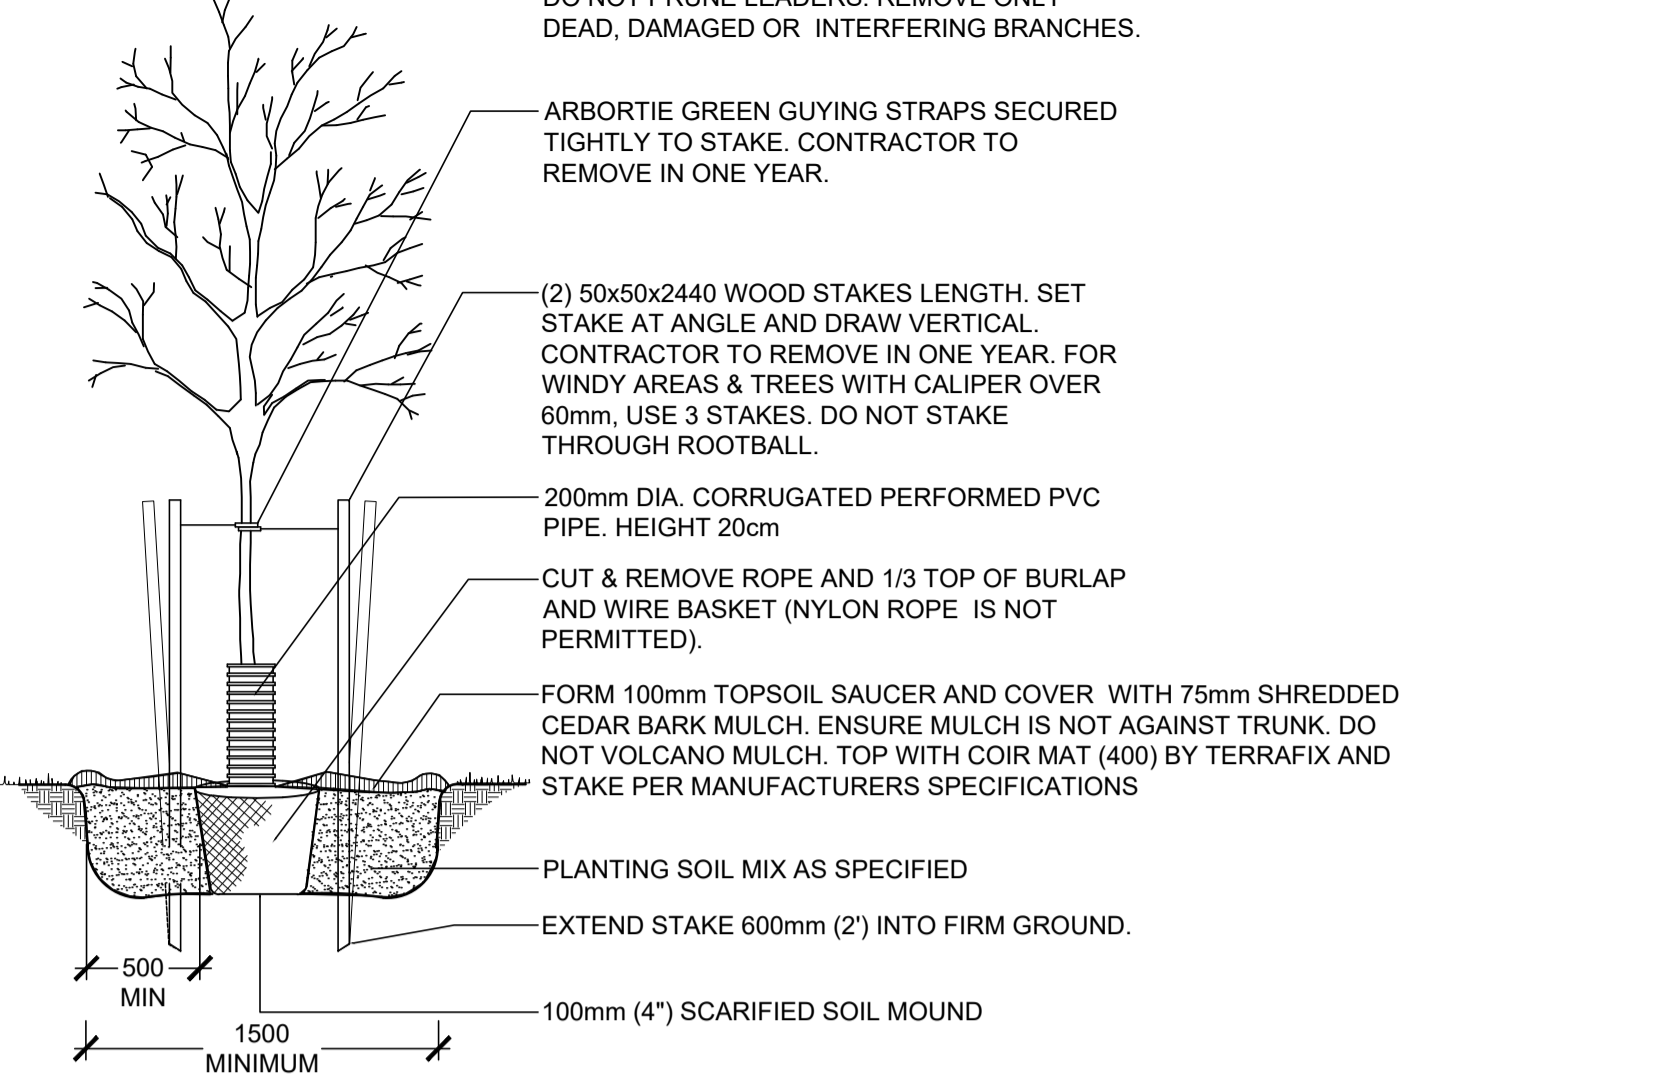 DO NOT PRUNE LEADERS. REMOVE ONLY
DEAD, DAMAGED OR INTERFERING BRANCHES.
ARBORTIE GREEN GUYING STRAPS SECURED
TIGHTLY TO STAKE. CONTRACTOR TO
REMOVE IN ONE YEAR.
(2) 50x50x2440 WOOD STAKES LENGTH. SET
STAKE AT ANGLE AND DRAW VERTICAL.
CONTRACTOR TO REMOVE IN ONE YEAR. FOR
WINDY AREAS & TREES WITH CALIPER OVER
60mm, USE 3 STAKES. DO NOT STAKE
THROUGH ROOTBALL.
200mm DIA. CORRUGATED PERFORMED PVC
PIPE. HEIGHT 20cm
CUT & REMOVE ROPE AND 1/3 TOP OF BURLAP
AND WIRE BASKET (NYLON ROPE IS NOT
PERMITTED).
FORM 100mm TOPSOIL SAUCER AND COVER WITH 75mm SHREDDED
CEDAR BARK MULCH. ENSURE MULCH IS NOT AGAINST TRUNK. DO
NOT VOLCANO MULCH. TOP WITH COIR MAT (400) BY TERRAFIX AND
STAKE PER MANUFACTURERS SPECIFICATIONS
PLANTING SOIL MIX AS SPECIFIED
EXTEND STAKE 600mm (2') INTO FIRM GROUND.
500
MIN
100mm (4") SCARIFIED SOIL MOUND
1500
MINIMUM